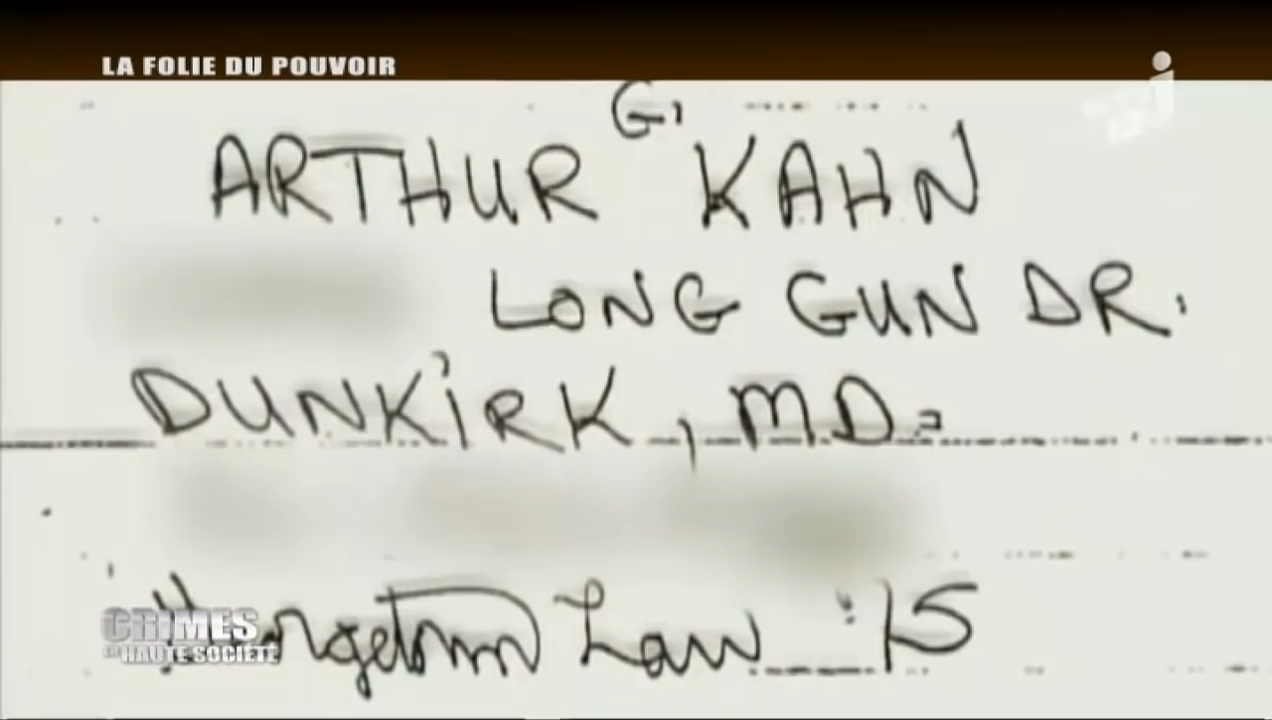 LA FOLIE DU POUVOIR
G.
ARTHUR KAHN
LONG GUN DR.
DUNKIRK, MD.
Georgetown Law '15
CRIMES
HAUTE SOCIÉTÉ